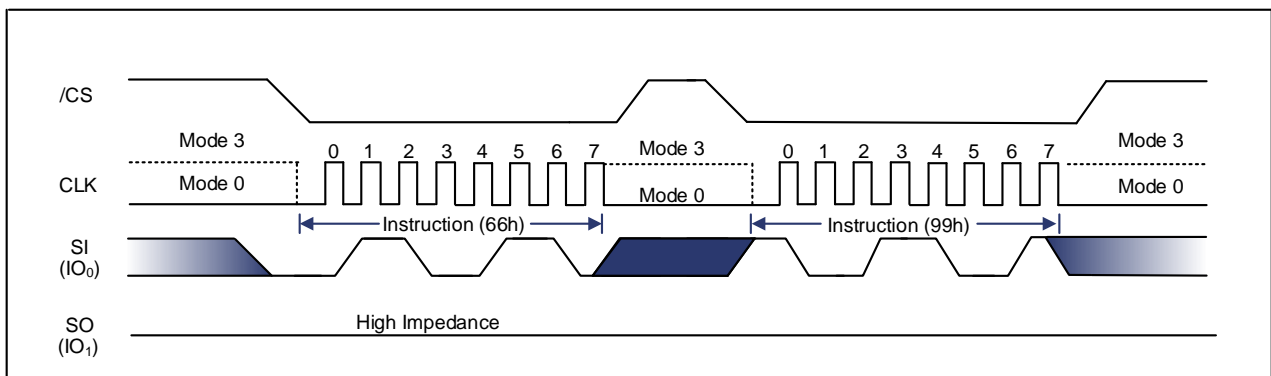 /CS
Mode 3 Mode 3 Mode 3
0 1 2 3 4 5 6 7 0 1 2 3 4 5 6 7
CLK
Mode 0 Mode 0 Mode 0
Instruction (66h) Instruction (99h)
SI
(IO₀)
High Impedance
SO
(IO₁)